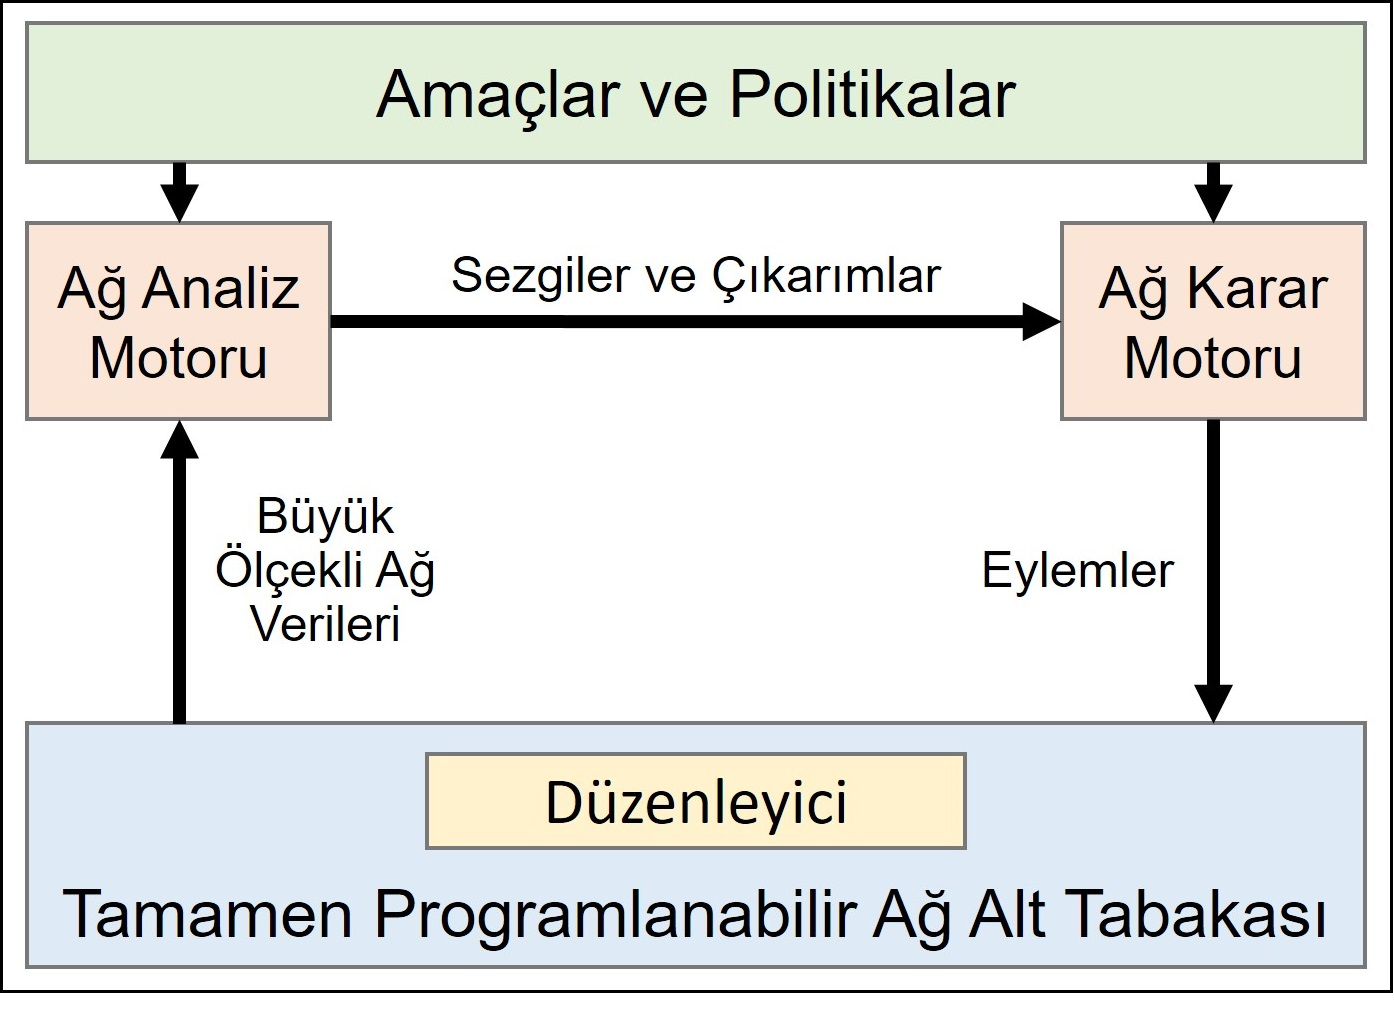 Amaçlar ve Politikalar
Ağ Analiz
Motoru
Sezgiler ve Çıkarımlar
Ağ Karar
Motoru
Büyük
Ölçekli Ağ
Verileri
Eylemler
Düzenleyici
Tamamen Programlanabilir Ağ Alt Tabakası